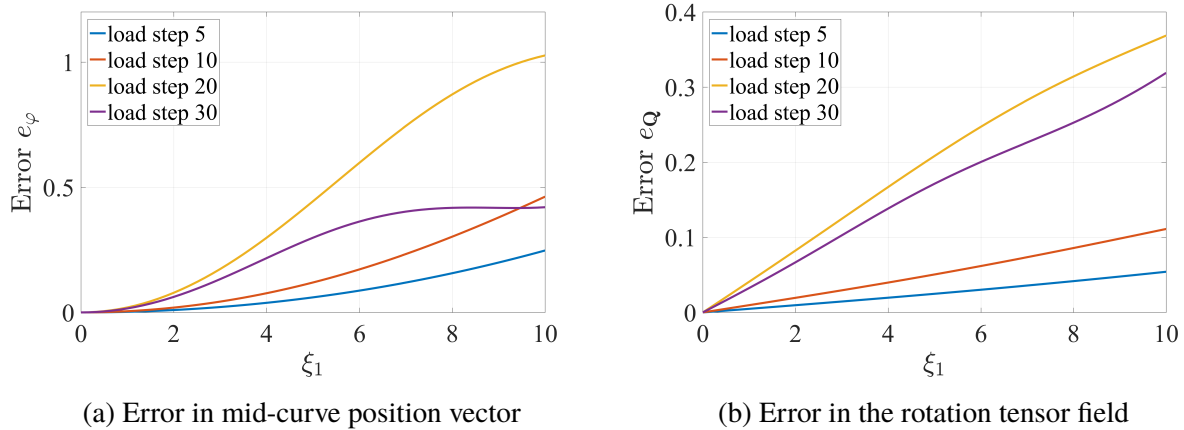 Error e_φ
1
0.5
0
0 2 4 6 8 10
ξ₁
load step 5
load step 10
load step 20
load step 30
(a) Error in mid-curve position vector
Error e_Q
0.4
0.3
0.2
0.1
0
0 2 4 6 8 10
ξ₁
load step 5
load step 10
load step 20
load step 30
(b) Error in the rotation tensor field